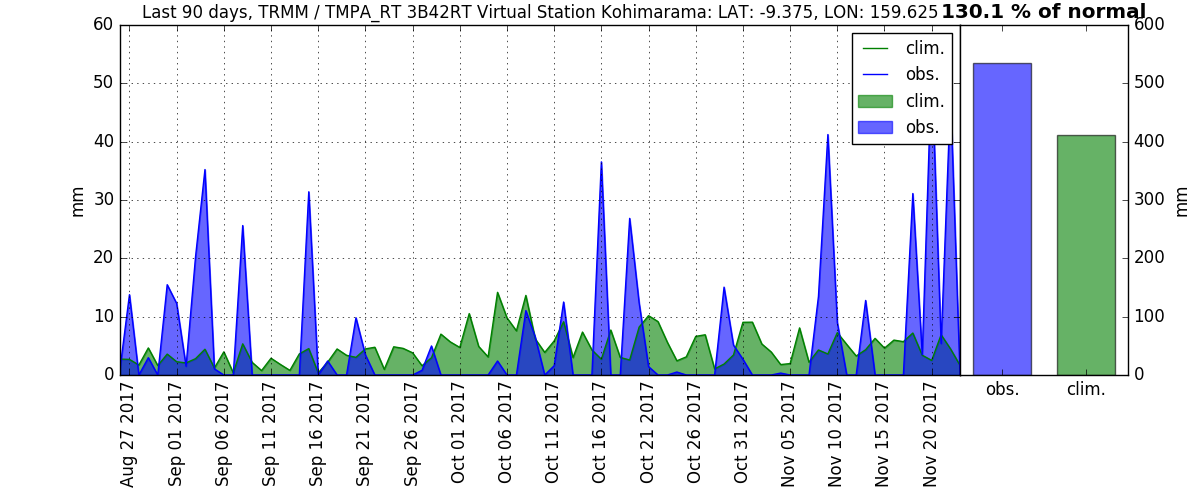 Last 90 days, TRMM / TMPA_RT 3B42RT Virtual Station Kohimarama: LAT: -9.375, LON: 159.625
130.1 % of normal
60
50
40
30
20
10
0
mm
clim.
obs.
clim.
obs.
600
500
400
300
200
100
0
mm
Aug 27 2017
Sep 01 2017
Sep 06 2017
Sep 11 2017
Sep 16 2017
Sep 21 2017
Sep 26 2017
Oct 01 2017
Oct 06 2017
Oct 11 2017
Oct 16 2017
Oct 21 2017
Oct 26 2017
Oct 31 2017
Nov 05 2017
Nov 10 2017
Nov 15 2017
Nov 20 2017
obs.
clim.